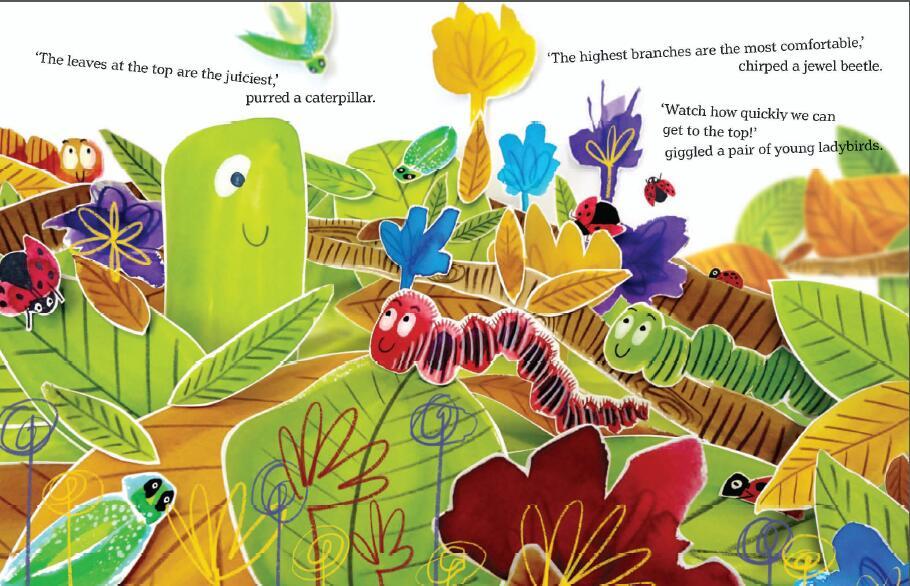 ‘The leaves at the top are the juiciest,’
purred a caterpillar.
‘The highest branches are the most comfortable,’
chirped a jewel beetle.
‘Watch how quickly we can
get to the top!’
giggled a pair of young ladybirds.